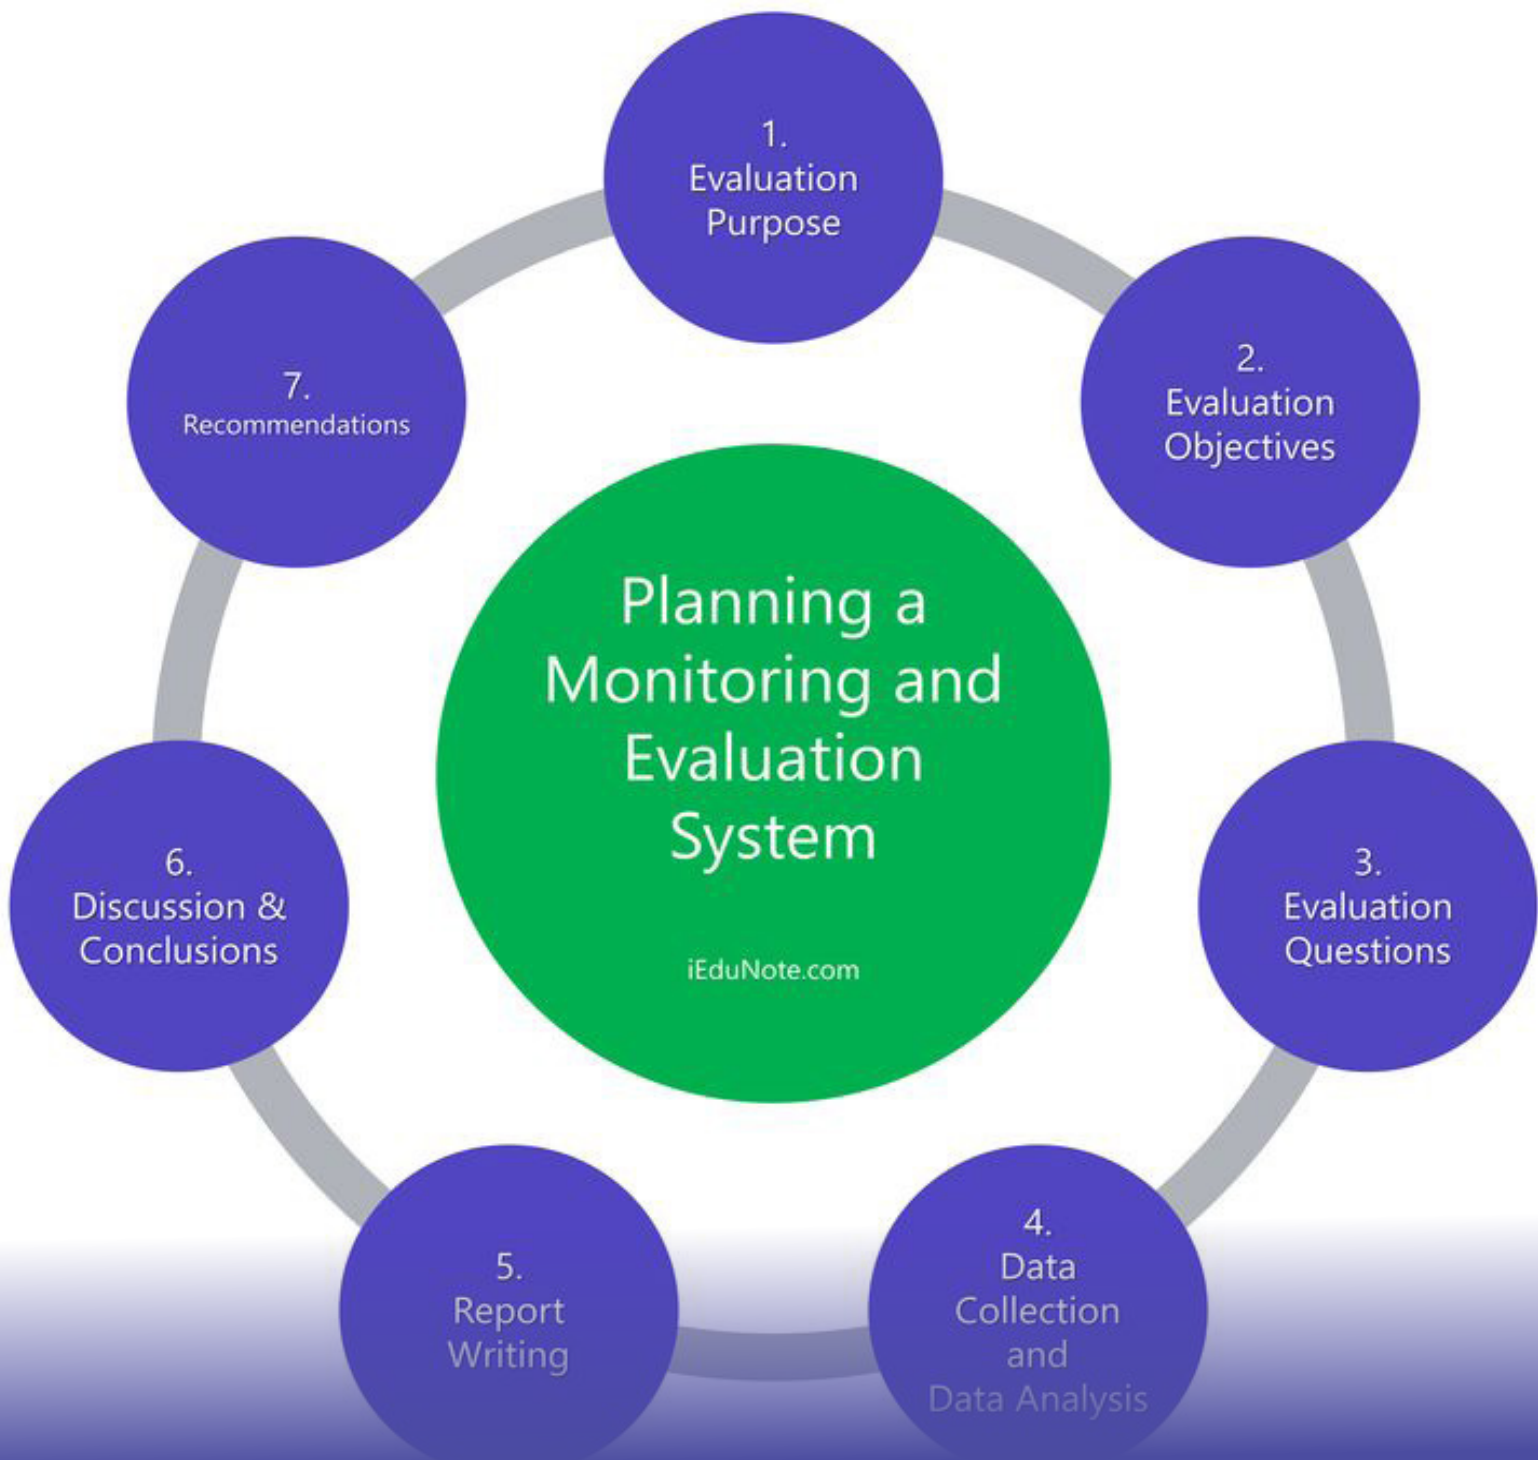 1.
Evaluation
Purpose
2.
Evaluation
Objectives
3.
Evaluation
Questions
4.
Data
Collection
and
Data Analysis
5.
Report
Writing
6.
Discussion &
Conclusions
7.
Recommendations
Planning a
Monitoring and
Evaluation
System
iEduNote.com